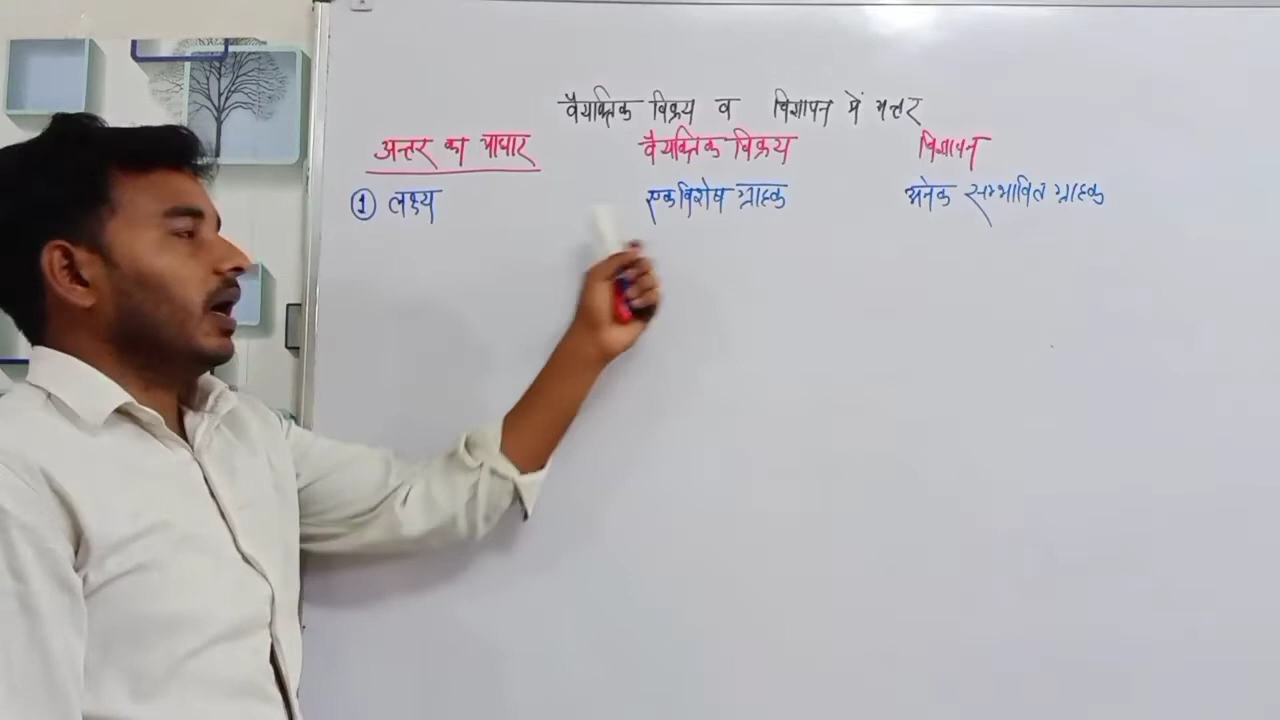 वैयक्तिक विक्रय व विज्ञापन में अन्तर
अन्तर का आधार वैयक्तिक विक्रय विज्ञापन
① लक्ष्य एक विशेष ग्राहक अनेक सम्भावित ग्राहक